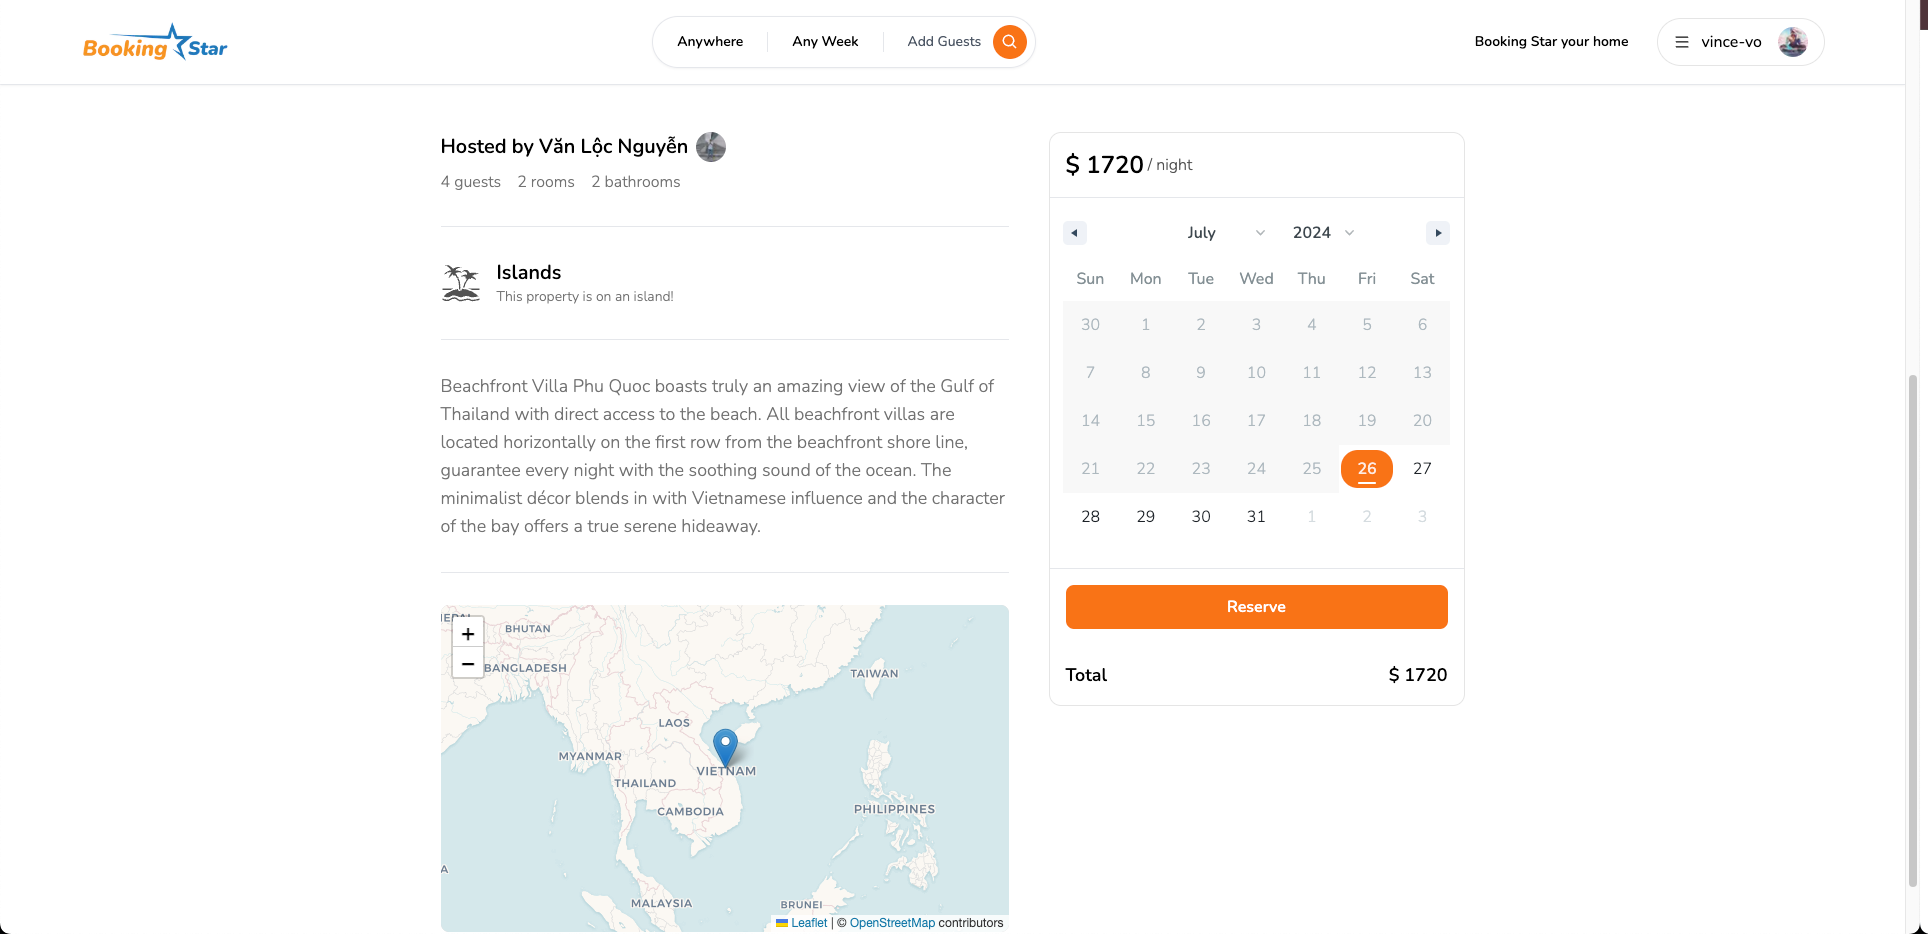 Booking Star
Anywhere
Any Week
Add Guests
Booking Star your home
vince-vo
Hosted by Văn Lộc Nguyễn
4 guests 2 rooms 2 bathrooms
Islands
This property is on an island!
Beachfront Villa Phu Quoc boasts truly an amazing view of the Gulf of
Thailand with direct access to the beach. All beachfront villas are
located horizontally on the first row from the beachfront shore line,
guarantee every night with the soothing sound of the ocean. The
minimalist décor blends in with Vietnamese influence and the character
of the bay offers a true serene hideaway.
+
−
BHUTAN
BANGLADESH
TAIWAN
LAOS
MYANMAR
VIETNAM
THAILAND
CAMBODIA
PHILIPPINES
MALAYSIA
BRUNEI
Leaflet | © OpenStreetMap contributors
$ 1720 / night
July 2024
Sun Mon Tue Wed Thu Fri Sat
30 1 2 3 4 5 6
7 8 9 10 11 12 13
14 15 16 17 18 19 20
21 22 23 24 25 26 27
28 29 30 31 1 2 3
Reserve
Total $ 1720